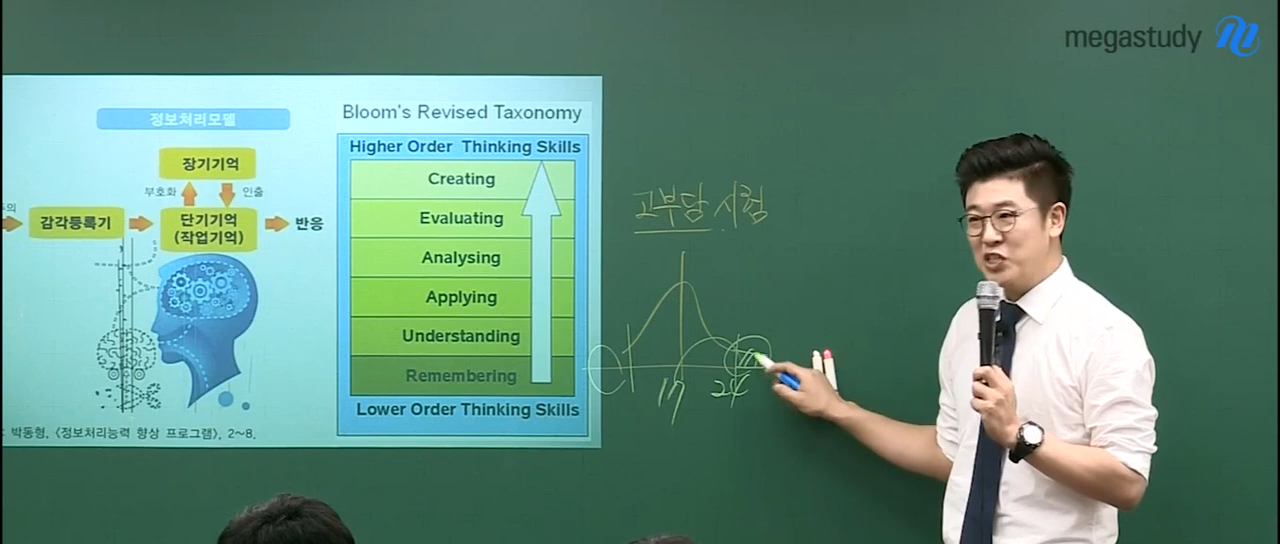 megastudy
정보처리모델
장기기억
부호화
인출
감각등록기
단기기억
(작업기억)
반응
: 박동형, 〈정보처리능력 향상 프로그램〉, 2~8.
Bloom's Revised Taxonomy
Higher Order Thinking Skills
Creating
Evaluating
Analysing
Applying
Understanding
Remembering
Lower Order Thinking Skills
고부담 시험